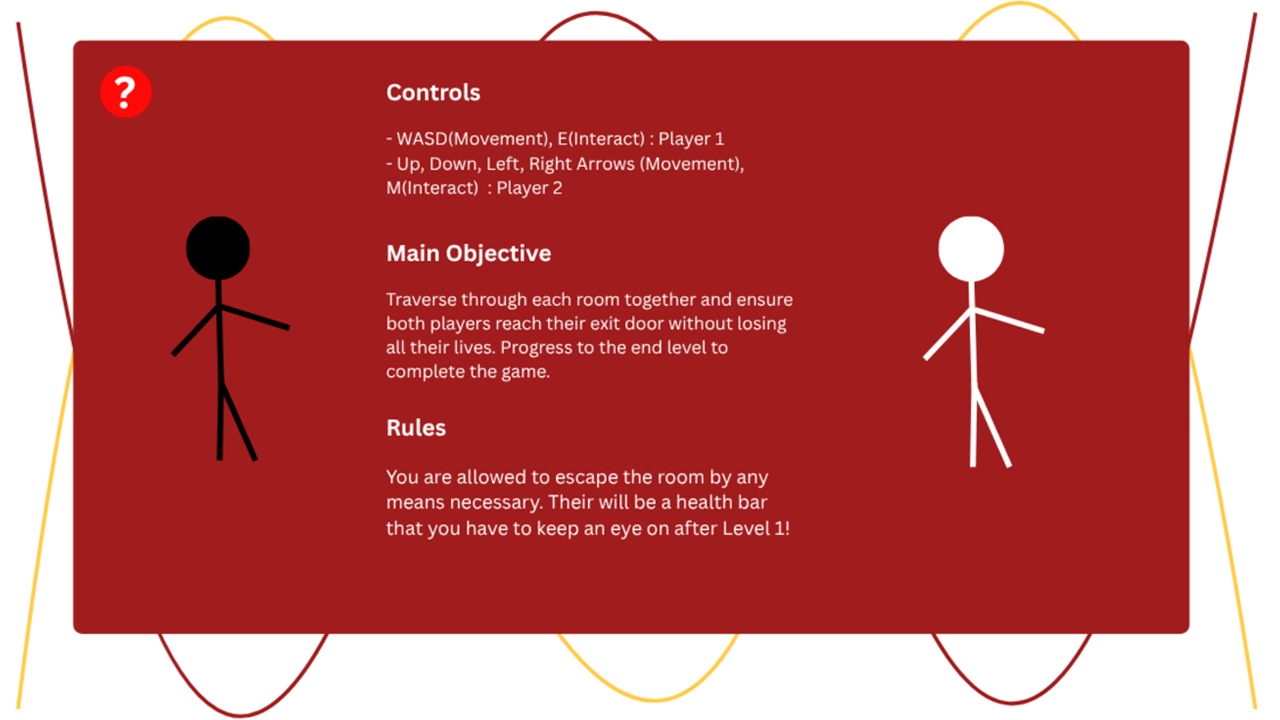 ?
Controls
- WASD(Movement), E(Interact) : Player 1
- Up, Down, Left, Right Arrows (Movement),
M(Interact)  : Player 2
Main Objective
Traverse through each room together and ensure
both players reach their exit door without losing
all their lives. Progress to the end level to
complete the game.
Rules
You are allowed to escape the room by any
means necessary. Their will be a health bar
that you have to keep an eye on after Level 1!